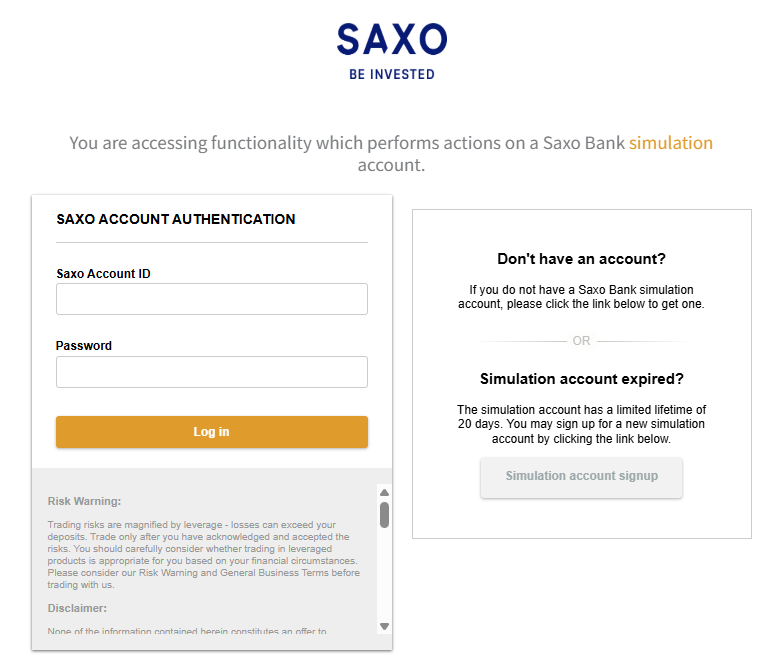 SAXO
BE INVESTED
You are accessing functionality which performs actions on a Saxo Bank simulation
account.
SAXO ACCOUNT AUTHENTICATION
Saxo Account ID
Password
Log in
Risk Warning:
Trading risks are magnified by leverage - losses can exceed your
deposits. Trade only after you have acknowledged and accepted the
risks. You should carefully consider whether trading in leveraged
products is appropriate for you based on your financial circumstances.
Please consider our Risk Warning and General Business Terms before
trading with us.
Disclaimer:
None of the information contained herein constitutes an offer to
Don't have an account?
If you do not have a Saxo Bank simulation
account, please click the link below to get one.
OR
Simulation account expired?
The simulation account has a limited lifetime of
20 days. You may sign up for a new simulation
account by clicking the link below.
Simulation account signup